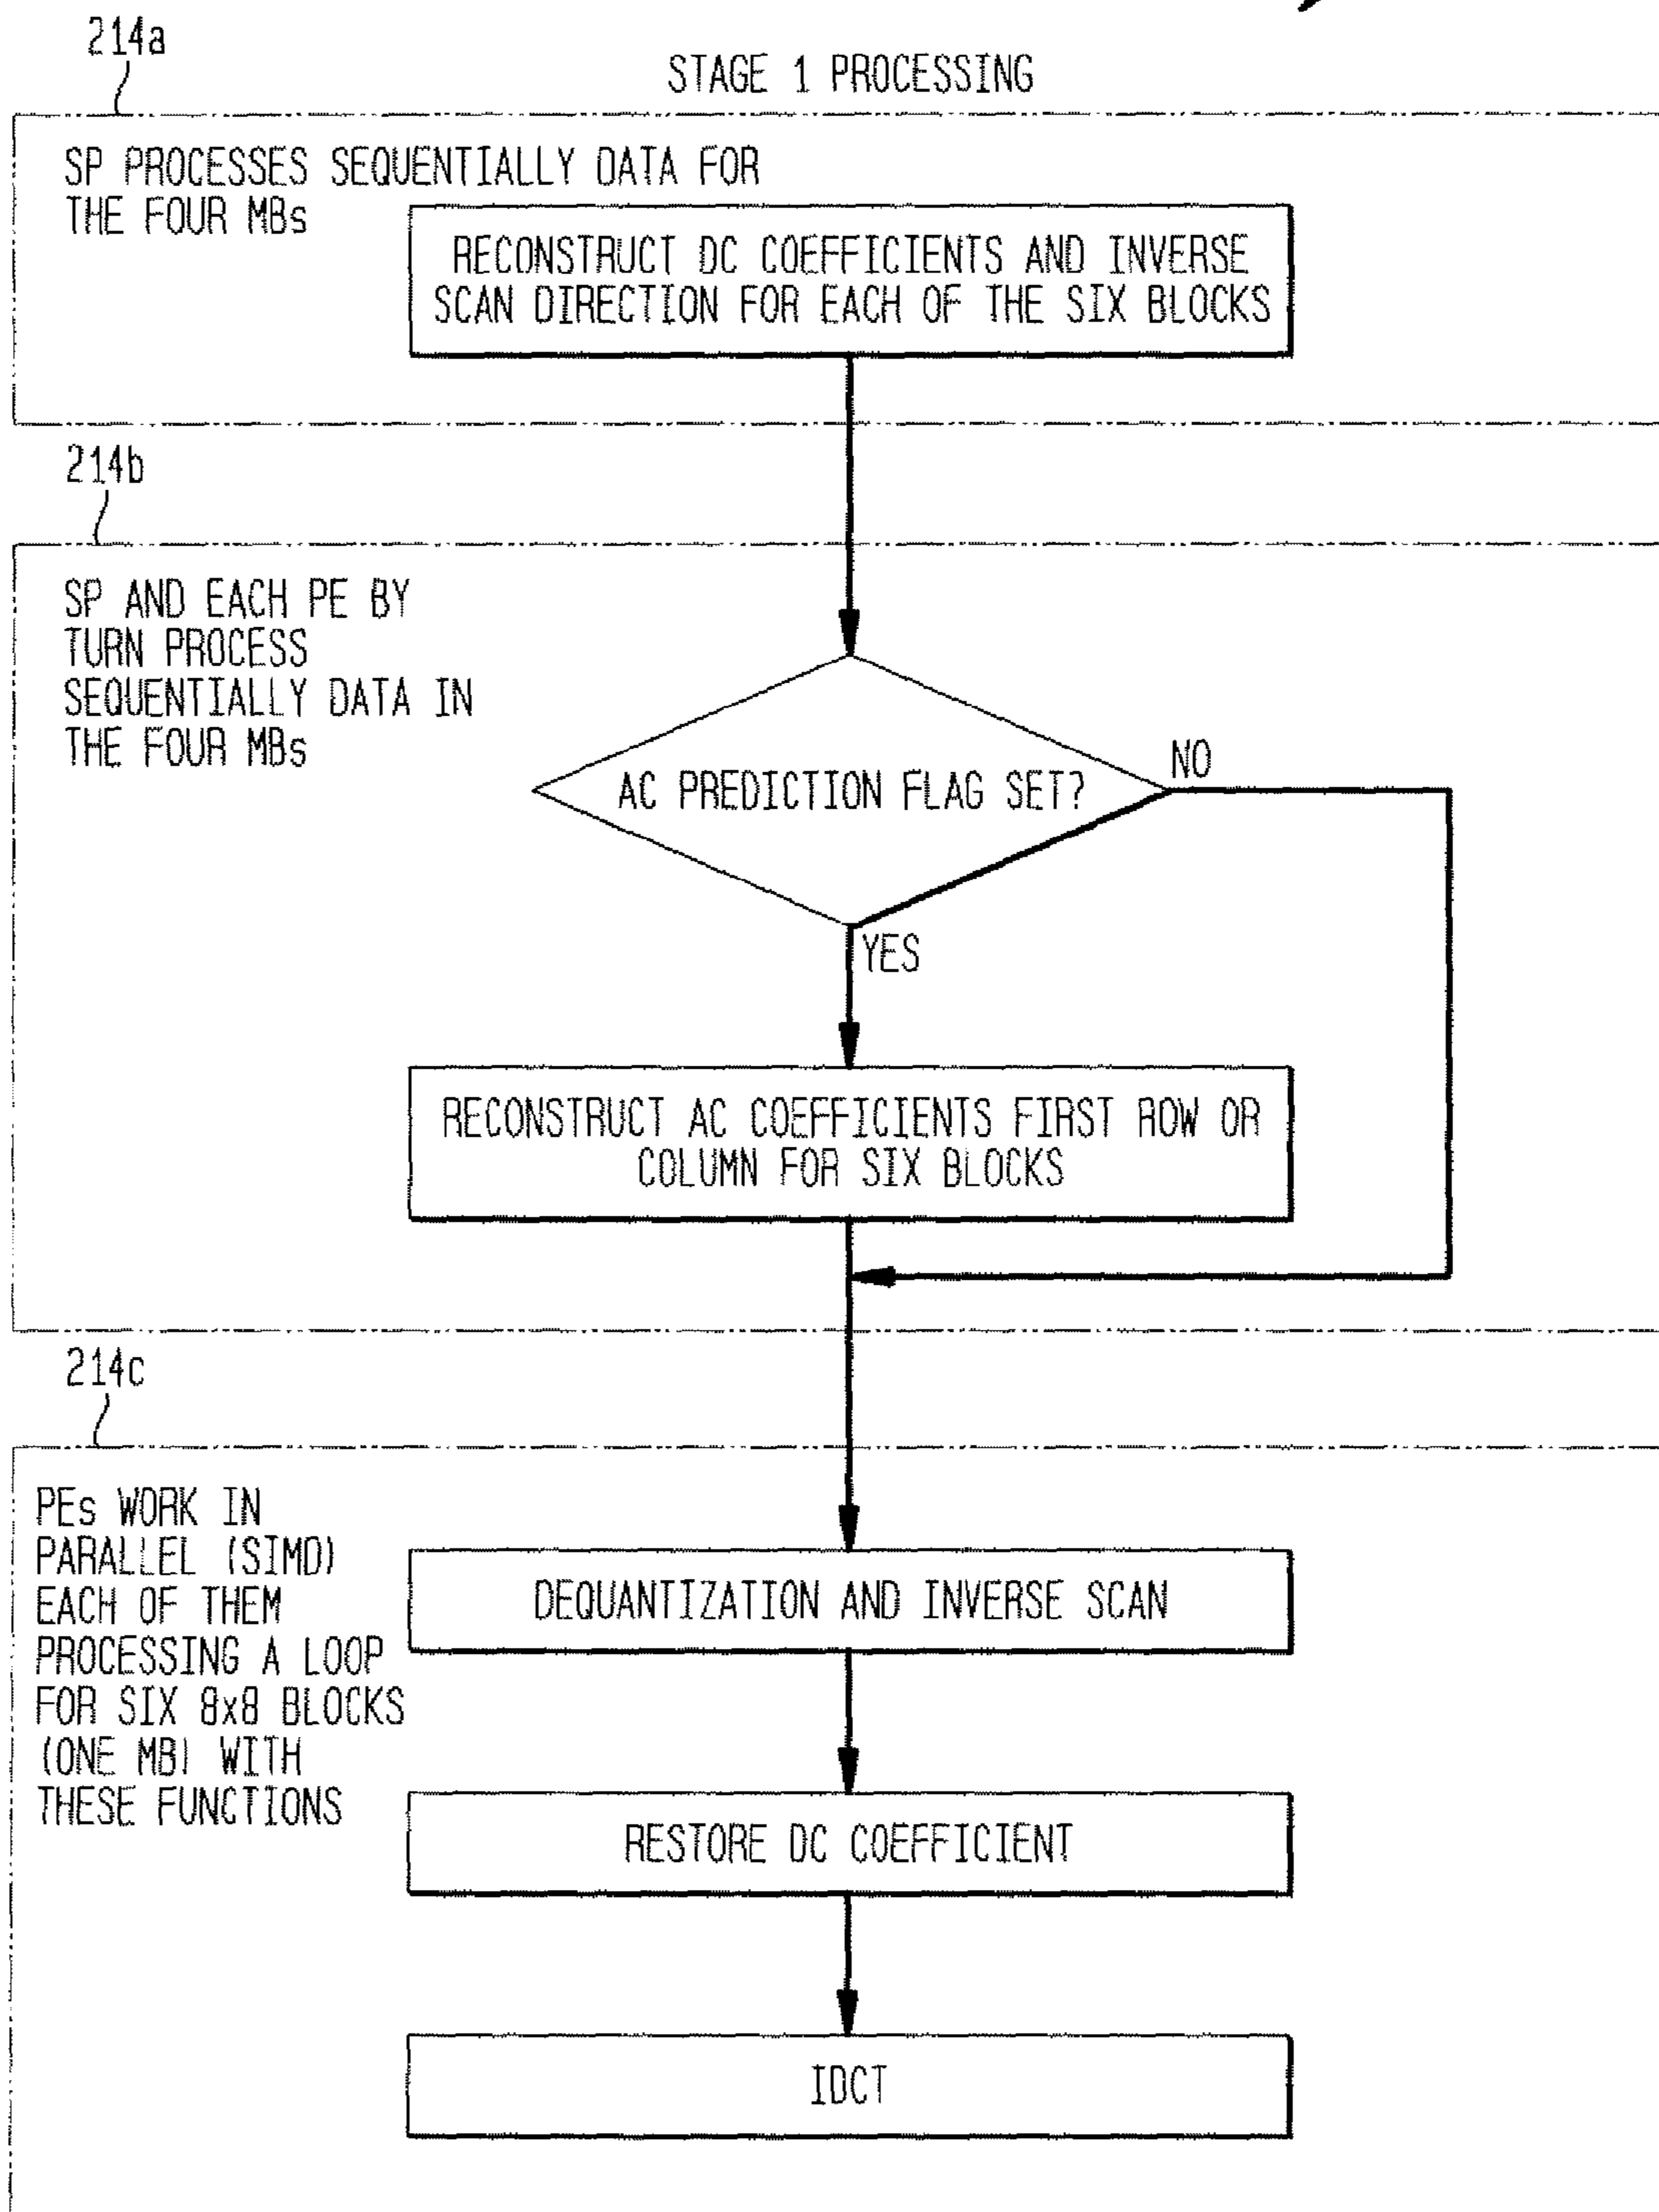 214a
STAGE 1 PROCESSING
SP PROCESSES SEQUENTIALLY DATA FOR
THE FOUR MBs
RECONSTRUCT DC COEFFICIENTS AND INVERSE
SCAN DIRECTION FOR EACH OF THE SIX BLOCKS
214b
SP AND EACH PE BY
TURN PROCESS
SEQUENTIALLY DATA IN
THE FOUR MBs
AC PREDICTION FLAG SET?
NO
YES
RECONSTRUCT AC COEFFICIENTS FIRST ROW OR
COLUMN FOR SIX BLOCKS
214c
PEs WORK IN
PARALLEL (SIMD)
EACH OF THEM
PROCESSING A LOOP
FOR SIX 8x8 BLOCKS
(ONE MB) WITH
THESE FUNCTIONS
DEQUANTIZATION AND INVERSE SCAN
RESTORE DC COEFFICIENT
IDCT